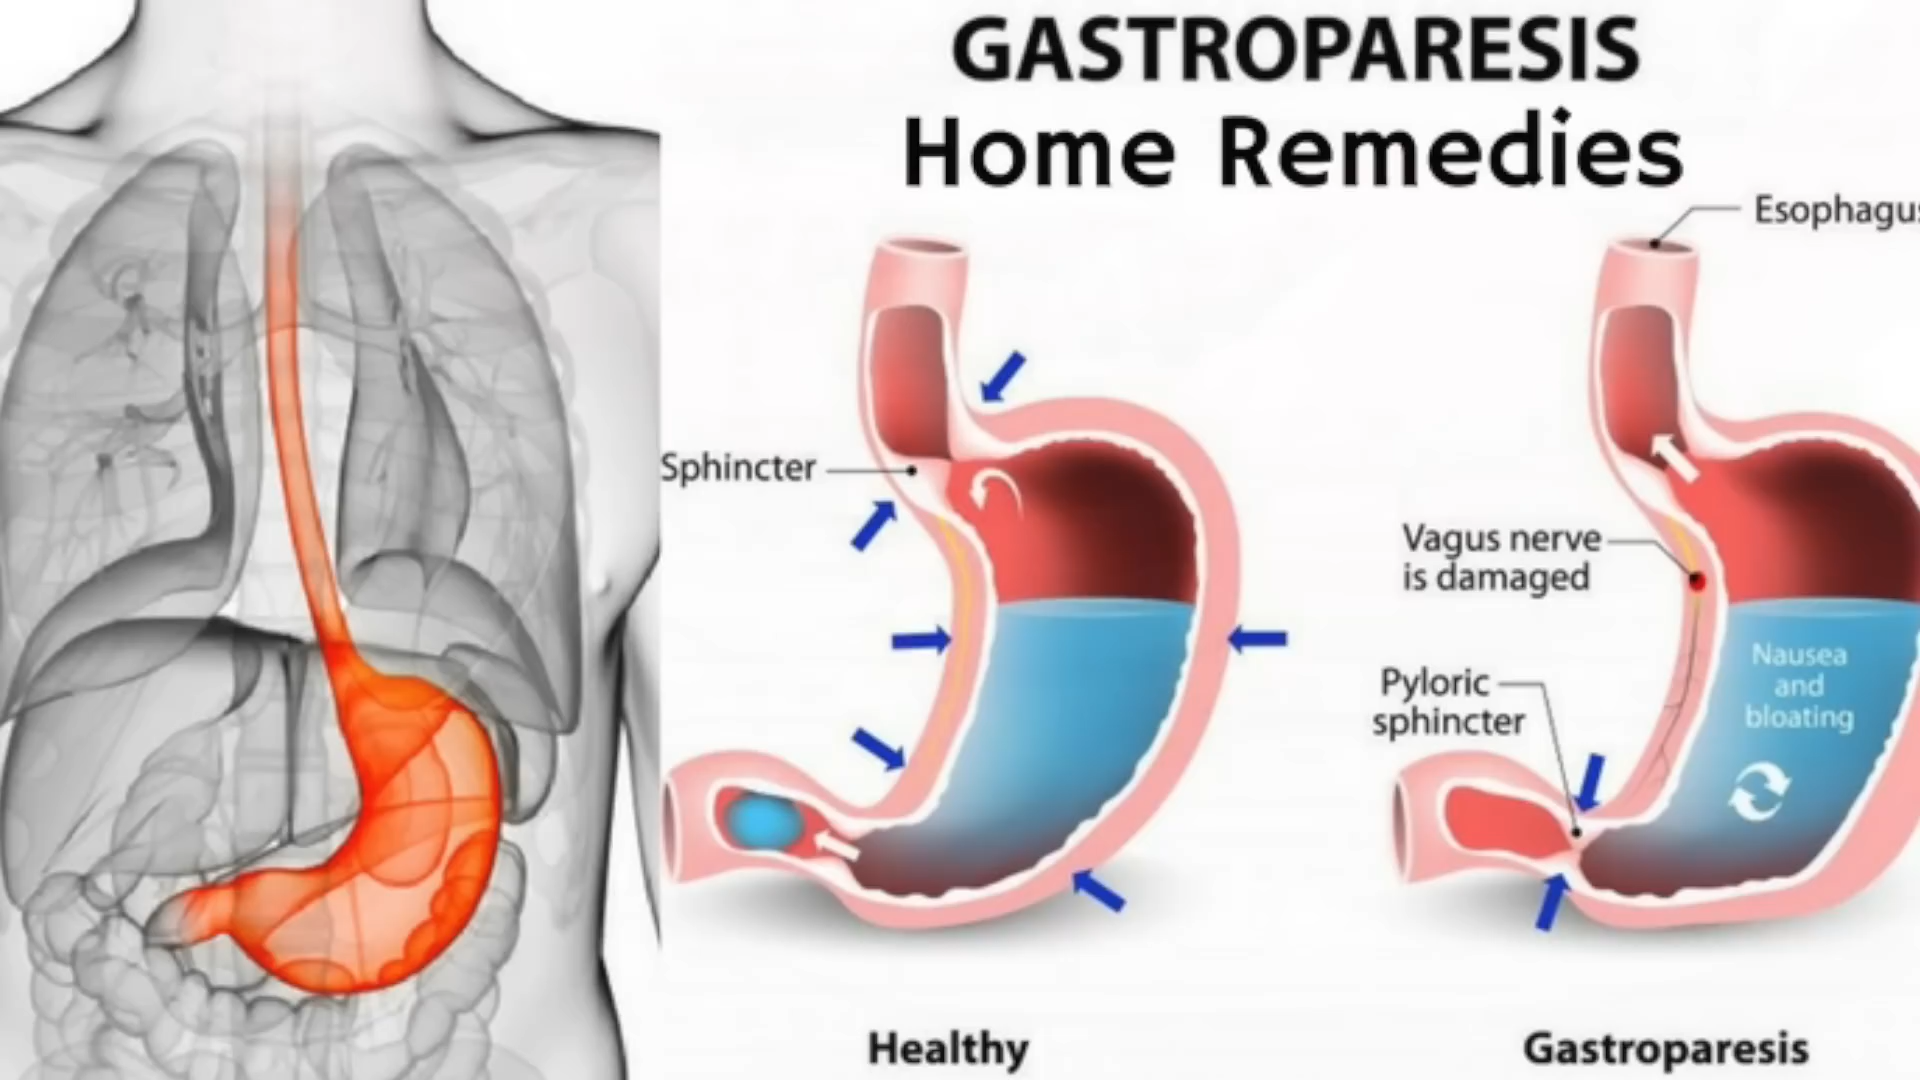 GASTROPARESIS
Home Remedies
Esophagus
Sphincter
Vagus nerve
is damaged
Pyloric
sphincter
Nausea
and
bloating
Healthy
Gastroparesis